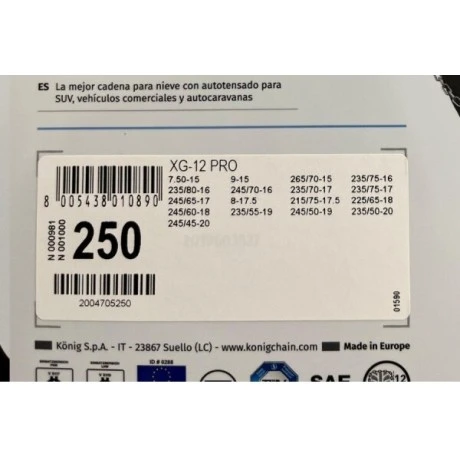 ES La mejor cadena para nieve con autotensado para
SUV, vehículos comerciales y autocaravanas
XG-12 PRO
7.50-15 9-15 265/70-15 235/75-16
235/80-16 245/70-16 235/70-17 235/75-17
245/65-17 8-17.5 215/75-17.5 225/65-18
245/60-18 235/55-19 245/50-19 235/50-20
245/45-20
8 005438 010890
N 000981
N 001000
250
2004705250
01590
König S.p.A. - IT - 23867 Suello (LC) - www.konigchain.com
Made in Europe
ID # 6288
SAE
12